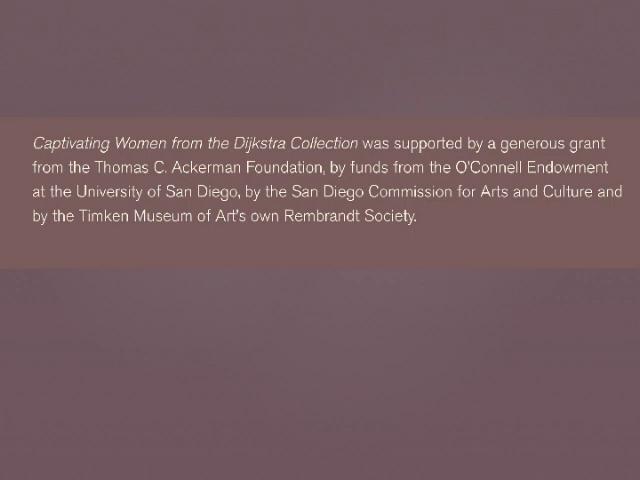 Captivating Women from the Dijkstra Collection was supported by a generous grant
from the Thomas C. Ackerman Foundation, by funds from the O'Connell Endowment
at the University of San Diego, by the San Diego Commission for Arts and Culture and
by the Timken Museum of Art's own Rembrandt Society.